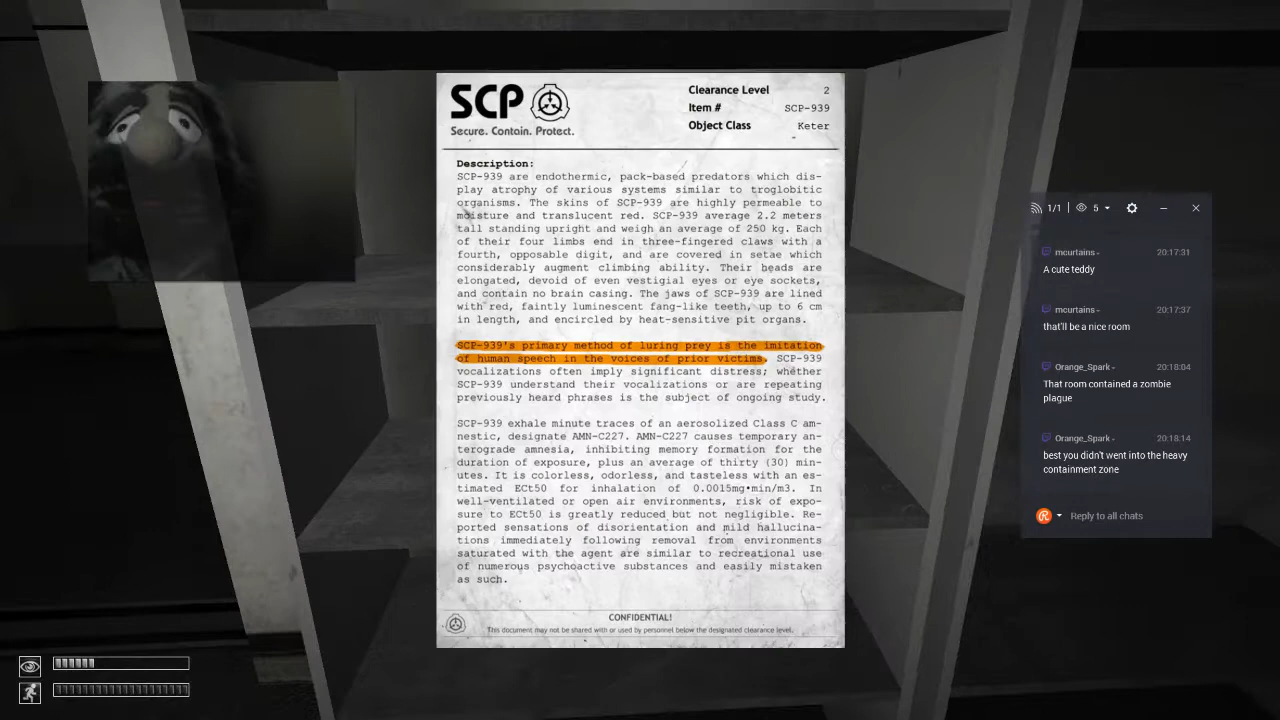 SCP
Secure. Contain. Protect.
Clearance Level 2
Item # SCP-939
Object Class Keter
Description:
SCP-939 are endothermic, pack-based predators which dis-
play atrophy of various systems similar to troglobitic
organisms. The skins of SCP-939 are highly permeable to
moisture and translucent red. SCP-939 average 2.2 meters
tall standing upright and weigh an average of 250 kg. Each
of their four limbs end in three-fingered claws with a
fourth, opposable digit, and are covered in setae which
considerably augment climbing ability. Their heads are
elongated, devoid of even vestigial eyes or eye sockets,
and contain no brain casing. The jaws of SCP-939 are lined
with red, faintly luminescent fang-like teeth, up to 6 cm
in length, and encircled by heat-sensitive pit organs.
SCP-939's primary method of luring prey is the imitation
of human speech in the voices of prior victims. SCP-939
vocalizations often imply significant distress; whether
SCP-939 understand their vocalizations or are repeating
previously heard phrases is the subject of ongoing study.
SCP-939 exhale minute traces of an aerosolized Class C am-
nestic, designate AMN-C227. AMN-C227 causes temporary an-
terograde amnesia, inhibiting memory formation for the
duration of exposure, plus an average of thirty (30) min-
utes. It is colorless, odorless, and tasteless with an es-
timated ECt50 for inhalation of 0.0015mg•min/m3. In
well-ventilated or open air environments, risk of expo-
sure to ECt50 is greatly reduced but not negligible. Re-
ported sensations of disorientation and mild hallucina-
tions immediately following removal from environments
saturated with the agent are similar to recreational use
of numerous psychoactive substances and easily mistaken
as such.
CONFIDENTIAL!
This document may not be shared with or used by personnel below the designated clearance level.
1/1 5
mcurtains 20:17:31
A cute teddy
mcurtains 20:17:37
that'll be a nice room
Orange_Spark 20:18:04
That room contained a zombie
plague
Orange_Spark 20:18:14
best you didn't went into the heavy
containment zone
Reply to all chats